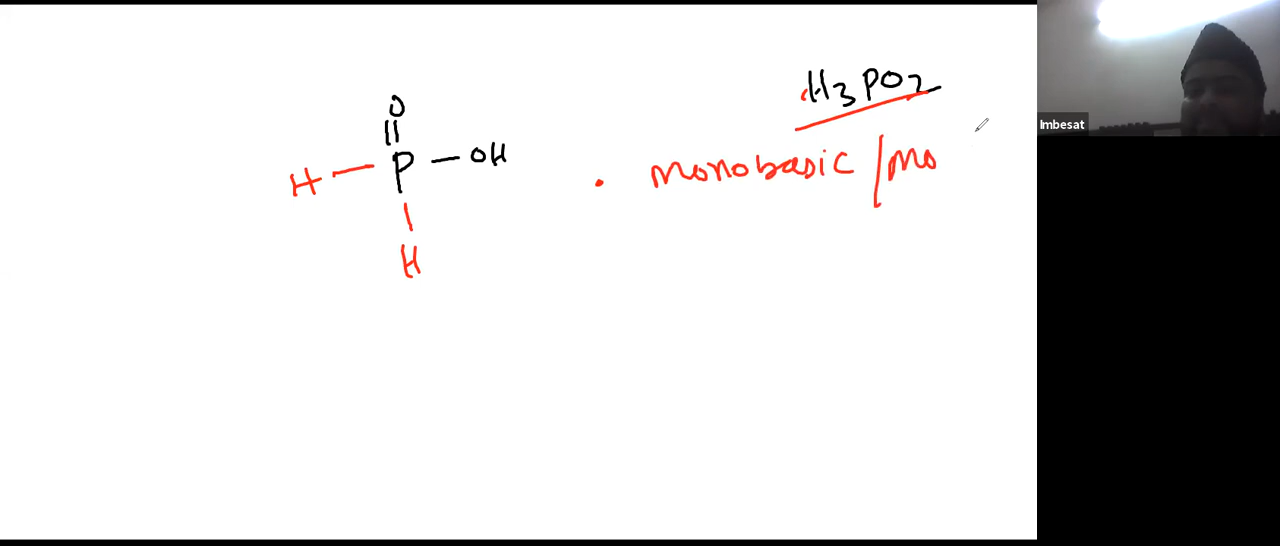 H3PO2
O
||
H — P — OH
|
H
. monobasic / mo
Imbesat